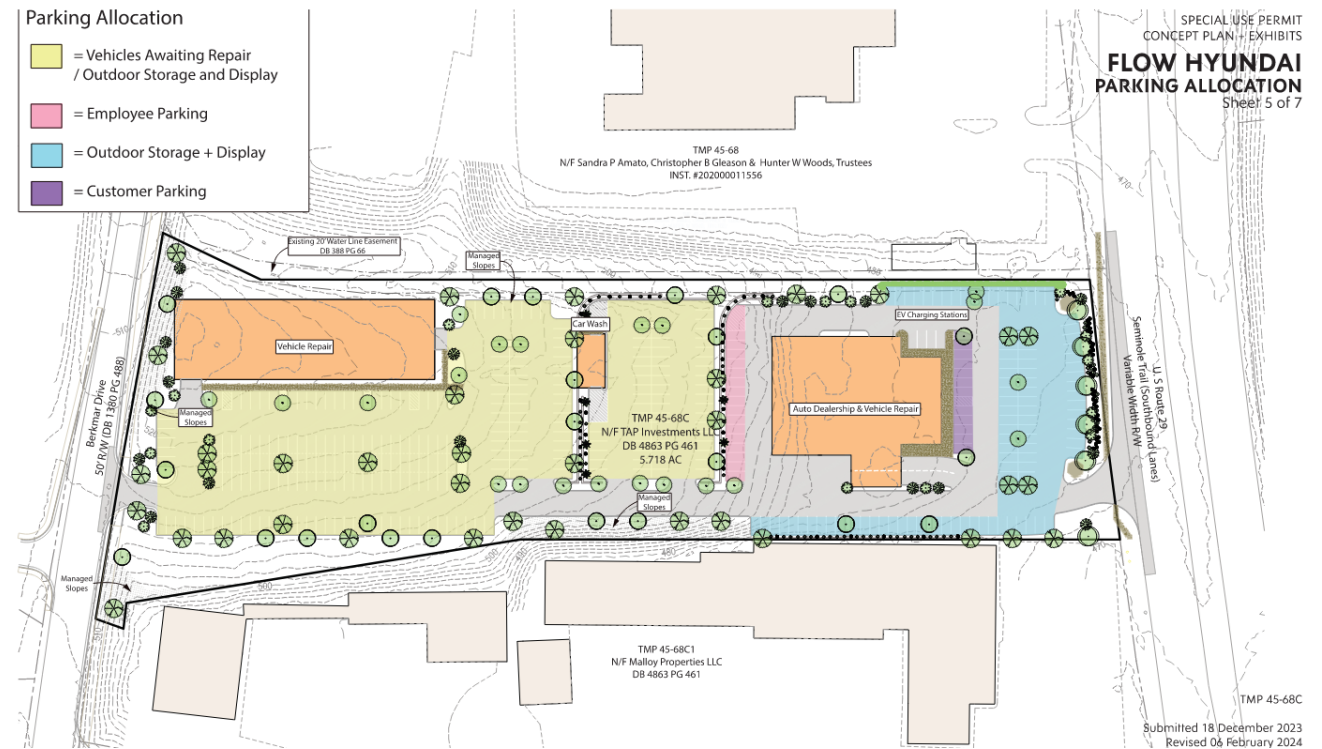 Parking Allocation
= Vehicles Awaiting Repair
/ Outdoor Storage and Display
= Employee Parking
= Outdoor Storage + Display
= Customer Parking
SPECIAL USE PERMIT
CONCEPT PLAN - EXHIBITS
FLOW HYUNDAI
PARKING ALLOCATION
Sheet 5 of 7
TMP 45-68
N/F Sandra P Amato, Christopher B Gleason & Hunter W Woods, Trustees
INST. #202000011556
470
Existing 20' Water Line Easement
DB 388 PG 66
Managed
Slopes
Car Wash
EV Charging Stations
Vehicle Repair
Auto Dealership & Vehicle Repair
Managed
Slopes
TMP 45-68C
N/F TAP Investments LLC
DB 4863 PG 461
5.718 AC
Managed
Slopes
Berkmar Drive
50' R/W (DB 1380 PG 488)
U. S Route 29
Seminole Trail (Southbound Lanes)
Variable Width R/W
510
Managed
Slopes
500
480
TMP 45-68C1
N/F Malloy Properties LLC
DB 4863 PG 461
TMP 45-68C
Submitted 18 December 2023
Revised 06 February 2024